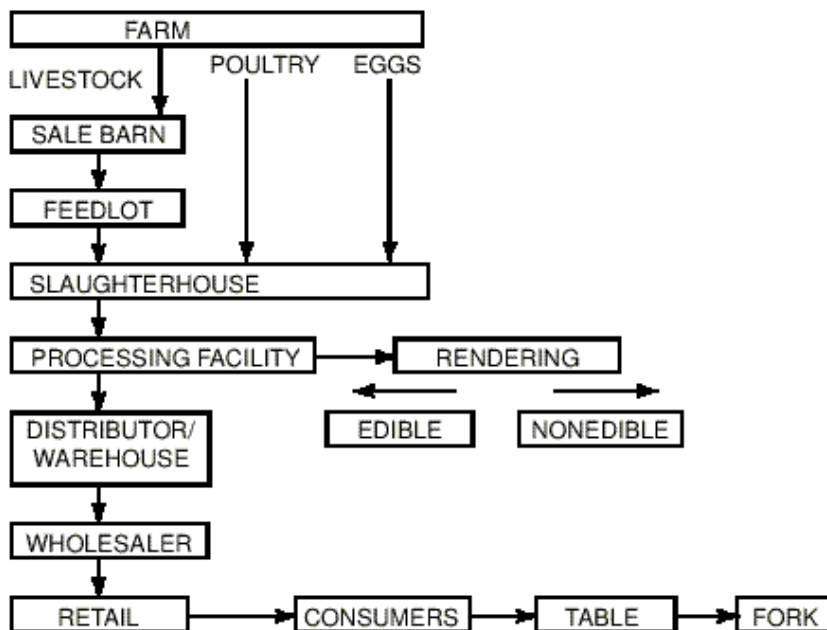 FARM
LIVESTOCK
POULTRY
EGGS
SALE BARN
FEEDLOT
SLAUGHTERHOUSE
PROCESSING FACILITY
RENDERING
EDIBLE
NONEDIBLE
DISTRIBUTOR/
WAREHOUSE
WHOLESALER
RETAIL
CONSUMERS
TABLE
FORK